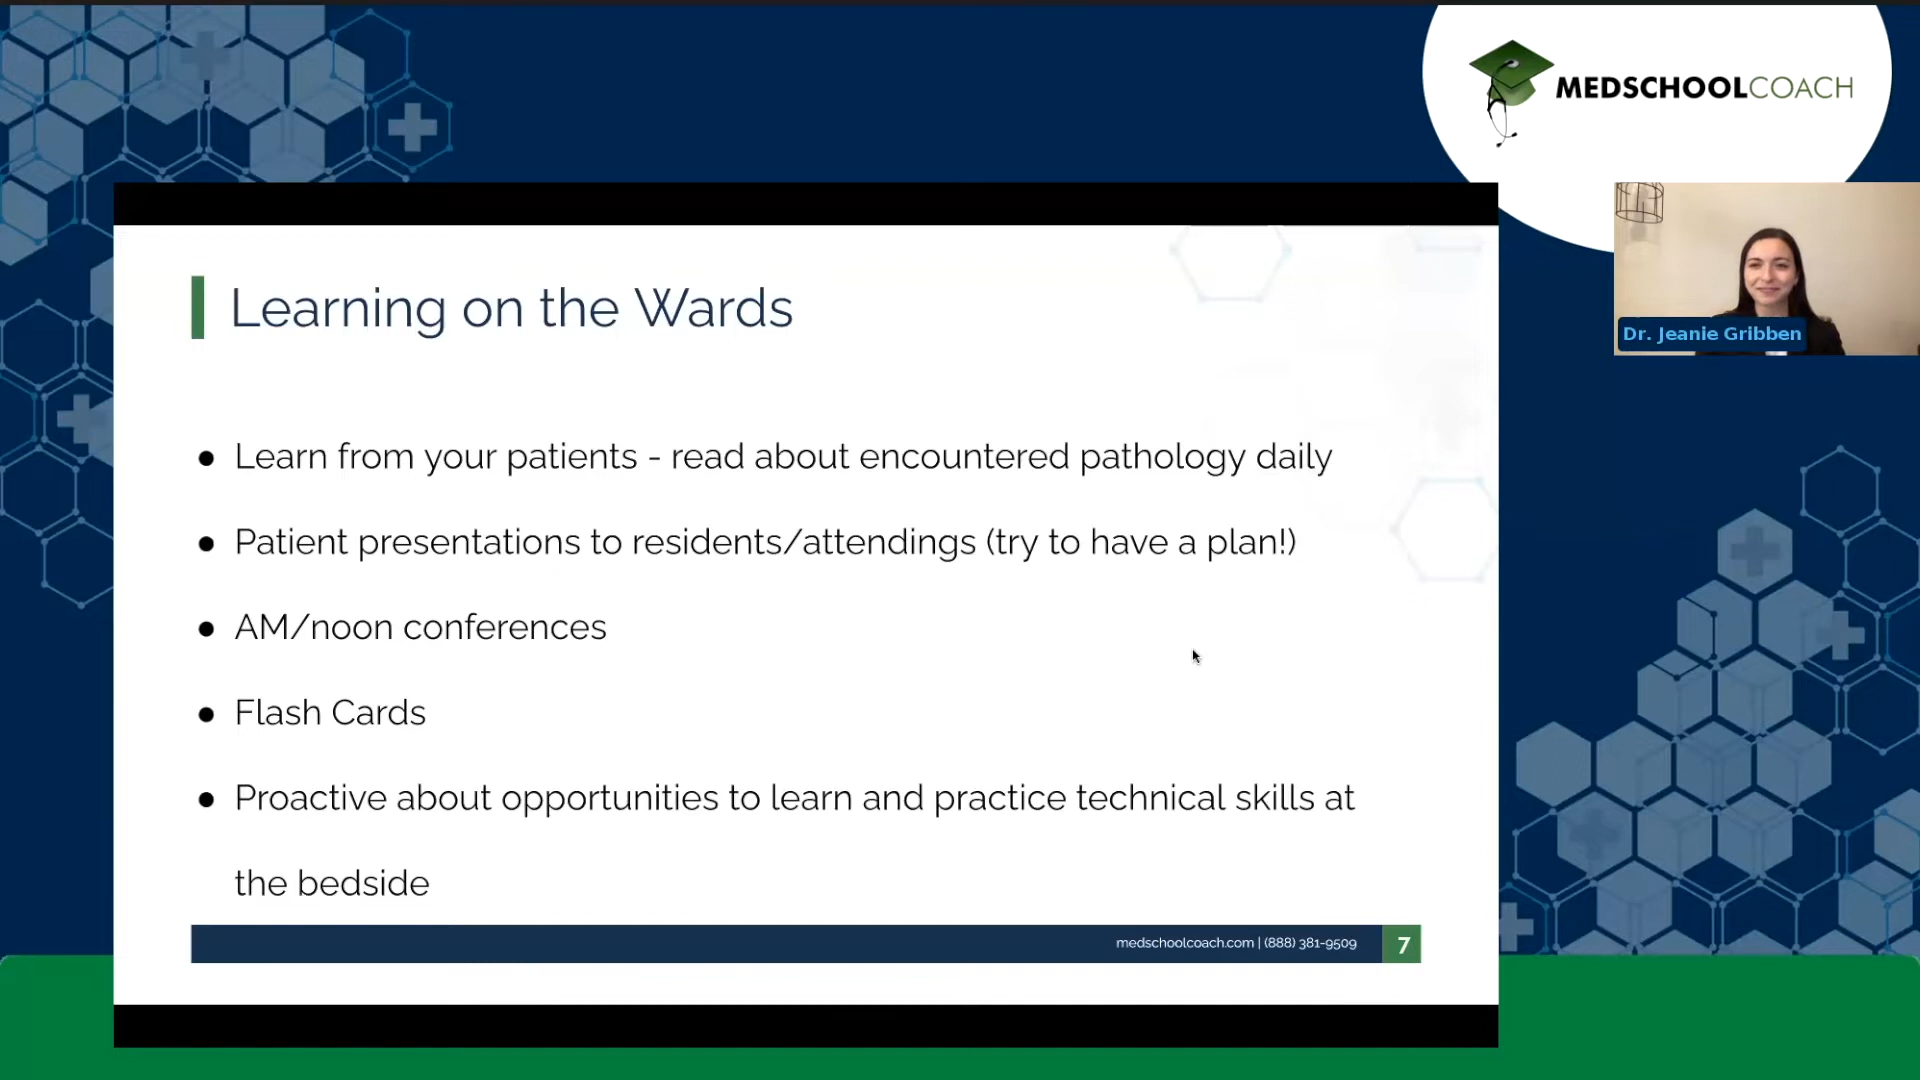 MEDSCHOOLCOACH
Dr. Jeanie Gribben
Learning on the Wards
● Learn from your patients - read about encountered pathology daily
● Patient presentations to residents/attendings (try to have a plan!)
● AM/noon conferences
● Flash Cards
● Proactive about opportunities to learn and practice technical skills at
the bedside
medschoolcoach.com | (888) 381-9509
7